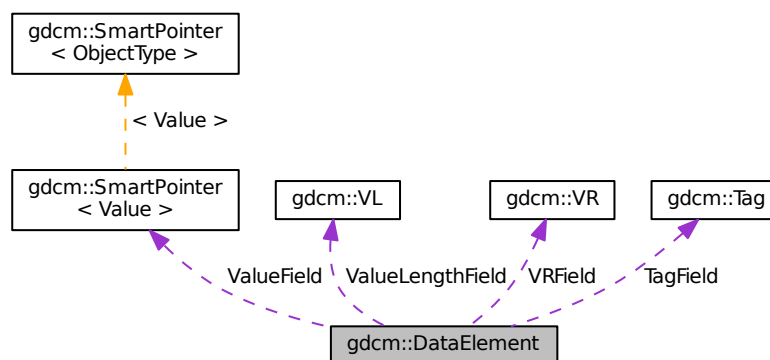 gdcm::SmartPointer
< ObjectType >
< Value >
gdcm::SmartPointer
< Value >
gdcm::VL
gdcm::VR
gdcm::Tag
ValueField
ValueLengthField
VRField
TagField
gdcm::DataElement